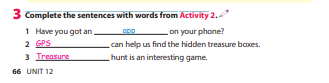 3 Complete the sentences with words from Activity 2.
1 Have you got an app on your phone?
2 GPS can help us find the hidden treasure boxes.
3 Treasure hunt is an interesting game.
66 UNIT 12